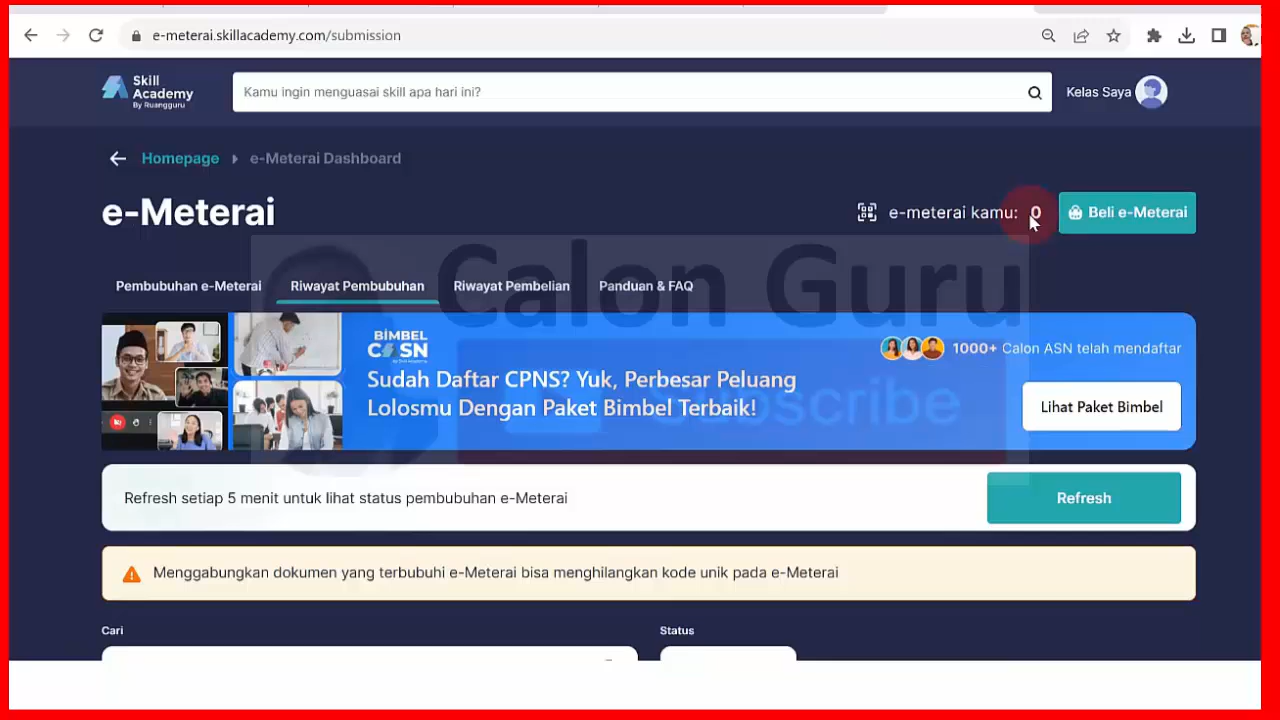 e-meterai.skillacademy.com/submission
Skill
Academy
By Ruangguru
Kamu ingin menguasai skill apa hari ini?
Kelas Saya
Homepage
e-Meterai Dashboard
e-Meterai
e-meterai kamu: 0
Beli e-Meterai
Calon Guru
Subscribe
Pembubuhan e-Meterai
Riwayat Pembubuhan
Riwayat Pembelian
Panduan & FAQ
BIMBEL
CASN
by Skill Academy
Sudah Daftar CPNS? Yuk, Perbesar Peluang
Lolosmu Dengan Paket Bimbel Terbaik!
1000+ Calon ASN telah mendaftar
Lihat Paket Bimbel
Refresh setiap 5 menit untuk lihat status pembubuhan e-Meterai
Refresh
Menggabungkan dokumen yang terbubuhi e-Meterai bisa menghilangkan kode unik pada e-Meterai
Cari
Status